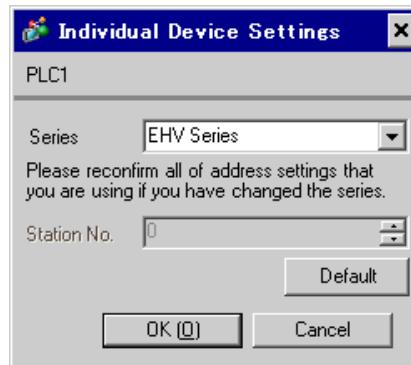 Individual Device Settings
PLC1
Series EHV Series
Please reconfirm all of address settings that
you are using if you have changed the series.
Station No. 0
Default
OK (O) Cancel